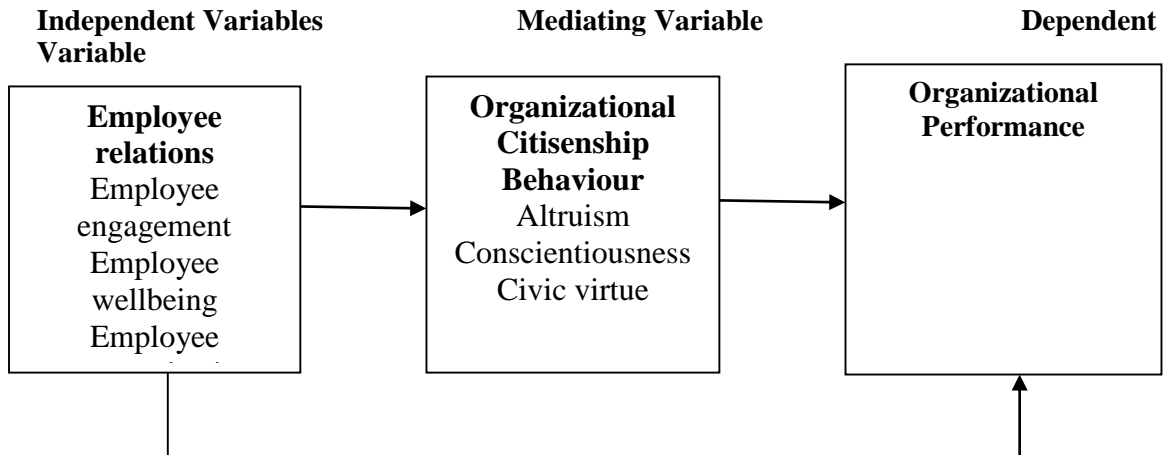 Independent Variables Mediating Variable Dependent
Variable
Employee
relations
Employee
engagement
Employee
wellbeing
Employee
Organizational
Citisenship
Behaviour
Altruism
Conscientiousness
Civic virtue
Organizational
Performance